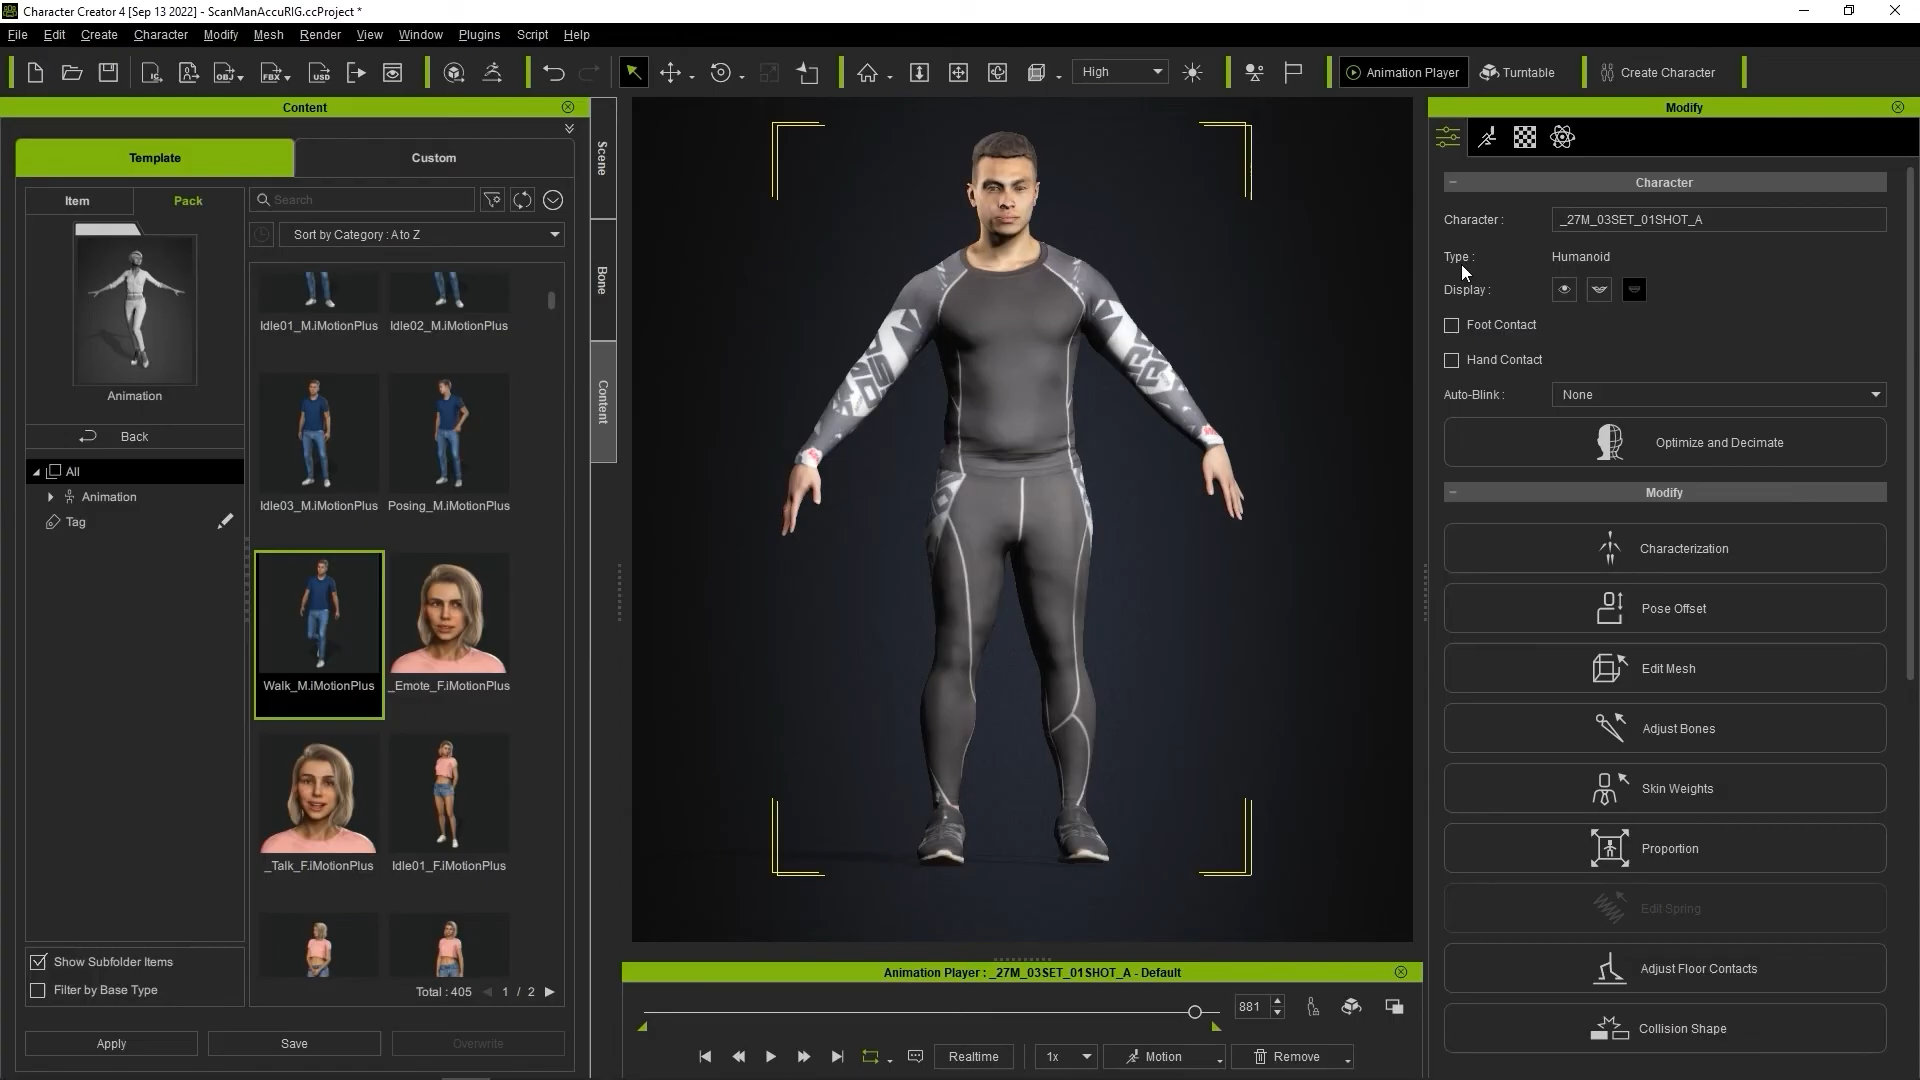 Character Creator 4 [Sep 13 2022] - ScanManAccuRIG.ccProject *
File Edit Create Character Modify Mesh Render View Window Plugins Script Help
OBJ FBX USD High Animation Player Turntable Create Character
Content
Template Custom
Item Pack
Search
Sort by Category : A to Z
Animation
Back
All
Animation
Tag
Idle01_M.iMotionPlus Idle02_M.iMotionPlus
Idle03_M.iMotionPlus Posing_M.iMotionPlus
Walk_M.iMotionPlus _Emote_F.iMotionPlus
_Talk_F.iMotionPlus Idle01_F.iMotionPlus
Show Subfolder Items
Filter by Base Type
Total : 405 1 / 2
Apply Save Overwrite
Scene
Bone
Content
Animation Player : _27M_03SET_01SHOT_A - Default
881
Realtime 1x Motion Remove
Modify
Character
Character : _27M_03SET_01SHOT_A
Type : Humanoid
Display :
Foot Contact
Hand Contact
Auto-Blink : None
Optimize and Decimate
Modify
Characterization
Pose Offset
Edit Mesh
Adjust Bones
Skin Weights
Proportion
Edit Spring
Adjust Floor Contacts
Collision Shape